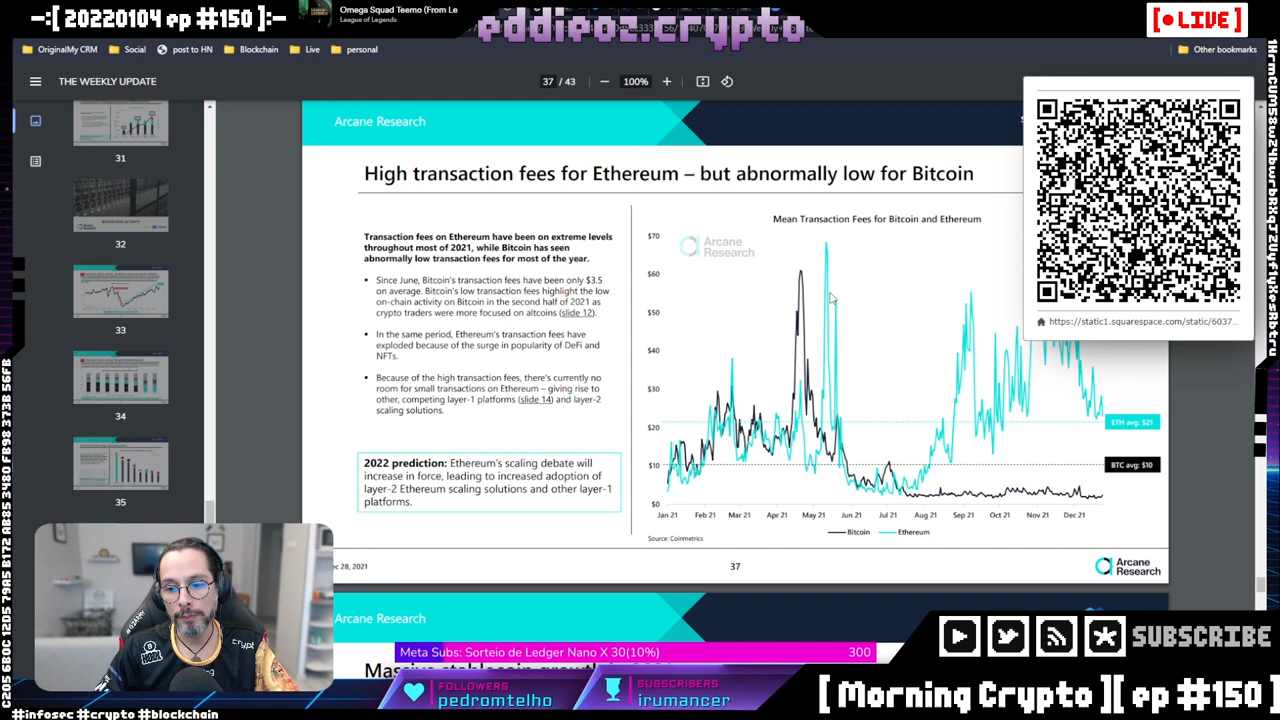 -:[ 20220104 ep #150 ]:-
Omega Squad Teemo (From Le
League of Legends
eddieoz.crypto
[ • LIVE ]
OriginalMy CRM
Social
post to HN
Blockchain
Live
personal
Other bookmarks
THE WEEKLY UPDATE
37 / 43
100%
31
32
33
34
35
Arcane Research
High transaction fees for Ethereum – but abnormally low for Bitcoin
Transaction fees on Ethereum have been on extreme levels
throughout most of 2021, while Bitcoin has seen
abnormally low transaction fees for most of the year.
Since June, Bitcoin's transaction fees have been only $3.5
on average. Bitcoin's low transaction fees highlight the low
on-chain activity on Bitcoin in the second half of 2021 as
crypto traders were more focused on altcoins (slide 12).
In the same period, Ethereum's transaction fees have
exploded because of the surge in popularity of DeFi and
NFTs.
Because of the high transaction fees, there's currently no
room for small transactions on Ethereum – giving rise to
other, competing layer-1 platforms (slide 14) and layer-2
scaling solutions.
2022 prediction: Ethereum's scaling debate will
increase in force, leading to increased adoption of
layer-2 Ethereum scaling solutions and other layer-1
platforms.
Mean Transaction Fees for Bitcoin and Ethereum
Arcane
Research
$70
$60
$50
$40
$30
$20
$10
$0
ETH avg: $21
BTC avg: $10
Jan 21 Feb 21 Mar 21 Apr 21 May 21 Jun 21 Jul 21 Aug 21 Sep 21 Oct 21 Nov 21 Dec 21
Bitcoin Ethereum
Source: Coinmetrics
https://static1.squarespace.com/static/6037...
ec 28, 2021
37
Arcane
Research
Arcane Research
Meta Subs: Sorteio de Ledger Nano X 30(10%)
300
FOLLOWERS
pedromtelho
SUBSCRIBERS
irumancer
SUBSCRIBE
[ Morning Crypto ][ ep #150 ]
#infosec #crypto #blockchain